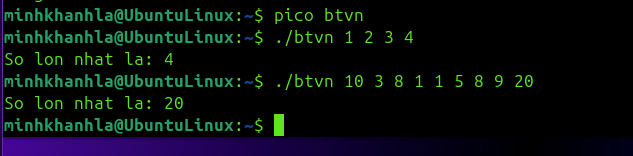 minhkhanhla@UbuntuLinux:~$ pico btvn
minhkhanhla@UbuntuLinux:~$ ./btvn 1 2 3 4
So lon nhat la: 4
minhkhanhla@UbuntuLinux:~$ ./btvn 10 3 8 1 1 5 8 9 20
So lon nhat la: 20
minhkhanhla@UbuntuLinux:~$